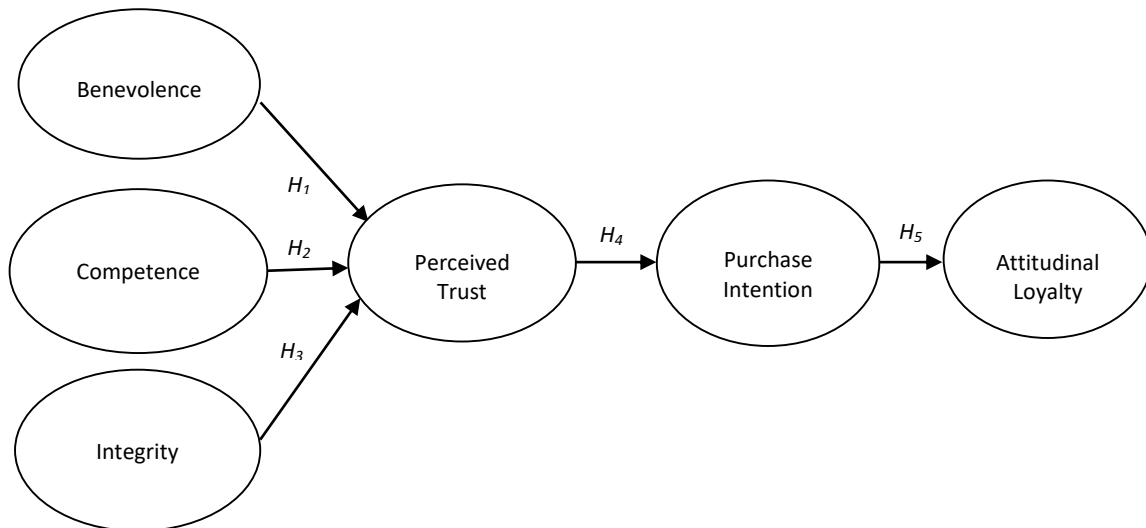 Benevolence
H₁
Competence
H₂
Integrity
H₃
Perceived
Trust
H₄
Purchase
Intention
H₅
Attitudinal
Loyalty